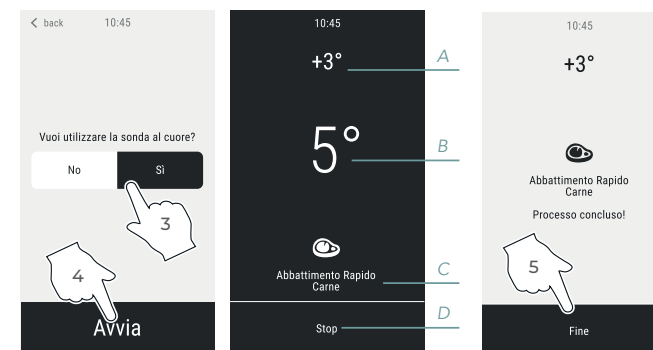 back 10:45
Vuoi utilizzare la sonda al cuore?
No Sì
3
4
Avvia
10:45
+3°
A
5°
B
Abbattimento Rapido
Carne
C
Stop
D
10:45
+3°
Abbattimento Rapido
Carne
Processo concluso!
5
Fine